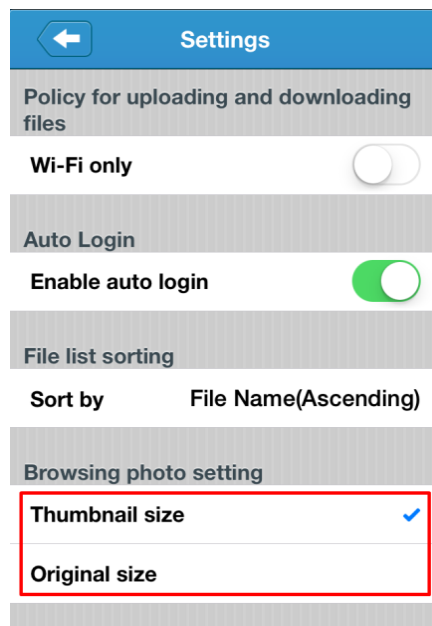 Settings
Policy for uploading and downloading
files
Wi-Fi only
Auto Login
Enable auto login
File list sorting
Sort by File Name(Ascending)
Browsing photo setting
Thumbnail size
Original size